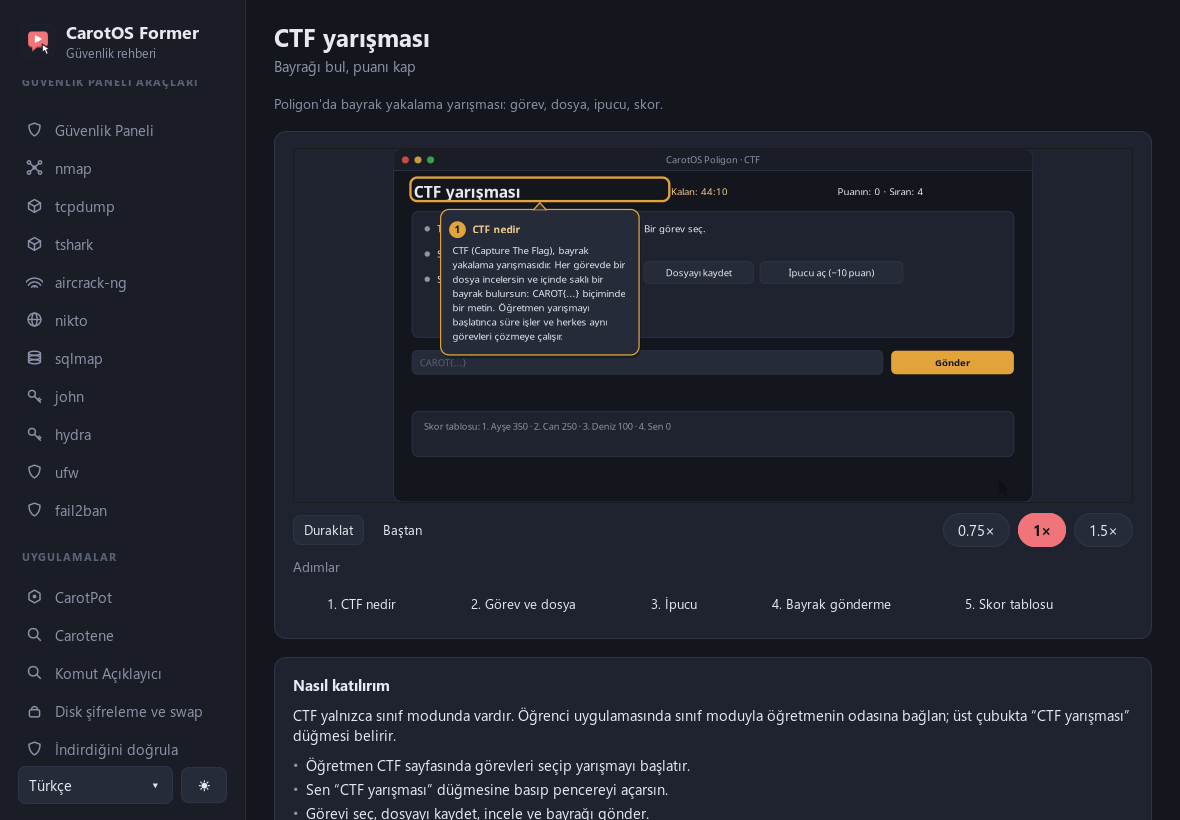 CarotOS Former
Güvenlik rehberi
GÜVENLİK PANELİ ARAÇLARI
Güvenlik Paneli
nmap
tcpdump
tshark
aircrack-ng
nikto
sqlmap
john
hydra
ufw
fail2ban
UYGULAMALAR
CarotPot
Carotene
Komut Açıklayıcı
Disk şifreleme ve swap
İndirdiğini doğrula
Türkçe
CTF yarışması
Bayrağı bul, puanı kap
Poligon'da bayrak yakalama yarışması: görev, dosya, ipucu, skor.
CarotOS Poligon · CTF
CTF yarışması
Kalan: 44:10
Puanın: 0 · Sıran: 4
1 CTF nedir
CTF (Capture The Flag), bayrak
yakalama yarışmasıdır. Her görevde bir
dosya incelersin ve içinde saklı bir
bayrak bulursun: CAROT{...} biçiminde
bir metin. Öğretmen yarışmayı
başlatınca süre işler ve herkes aynı
görevleri çözmeye çalışır.
Bir görev seç.
Dosyayı kaydet
İpucu aç (−10 puan)
CAROT{...}
Gönder
Skor tablosu: 1. Ayşe 350 · 2. Can 250 · 3. Deniz 100 · 4. Sen 0
Duraklat
Baştan
0.75×
1×
1.5×
Adımlar
1. CTF nedir
2. Görev ve dosya
3. İpucu
4. Bayrak gönderme
5. Skor tablosu
Nasıl katılırım
CTF yalnızca sınıf modunda vardır. Öğrenci uygulamasında sınıf moduyla öğretmenin odasına bağlan; üst çubukta “CTF yarışması”
düğmesi belirir.
• Öğretmen CTF sayfasında görevleri seçip yarışmayı başlatır.
• Sen “CTF yarışması” düğmesine basıp pencereyi açarsın.
• Görevi seç, dosyayı kaydet, incele ve bayrağı gönder.